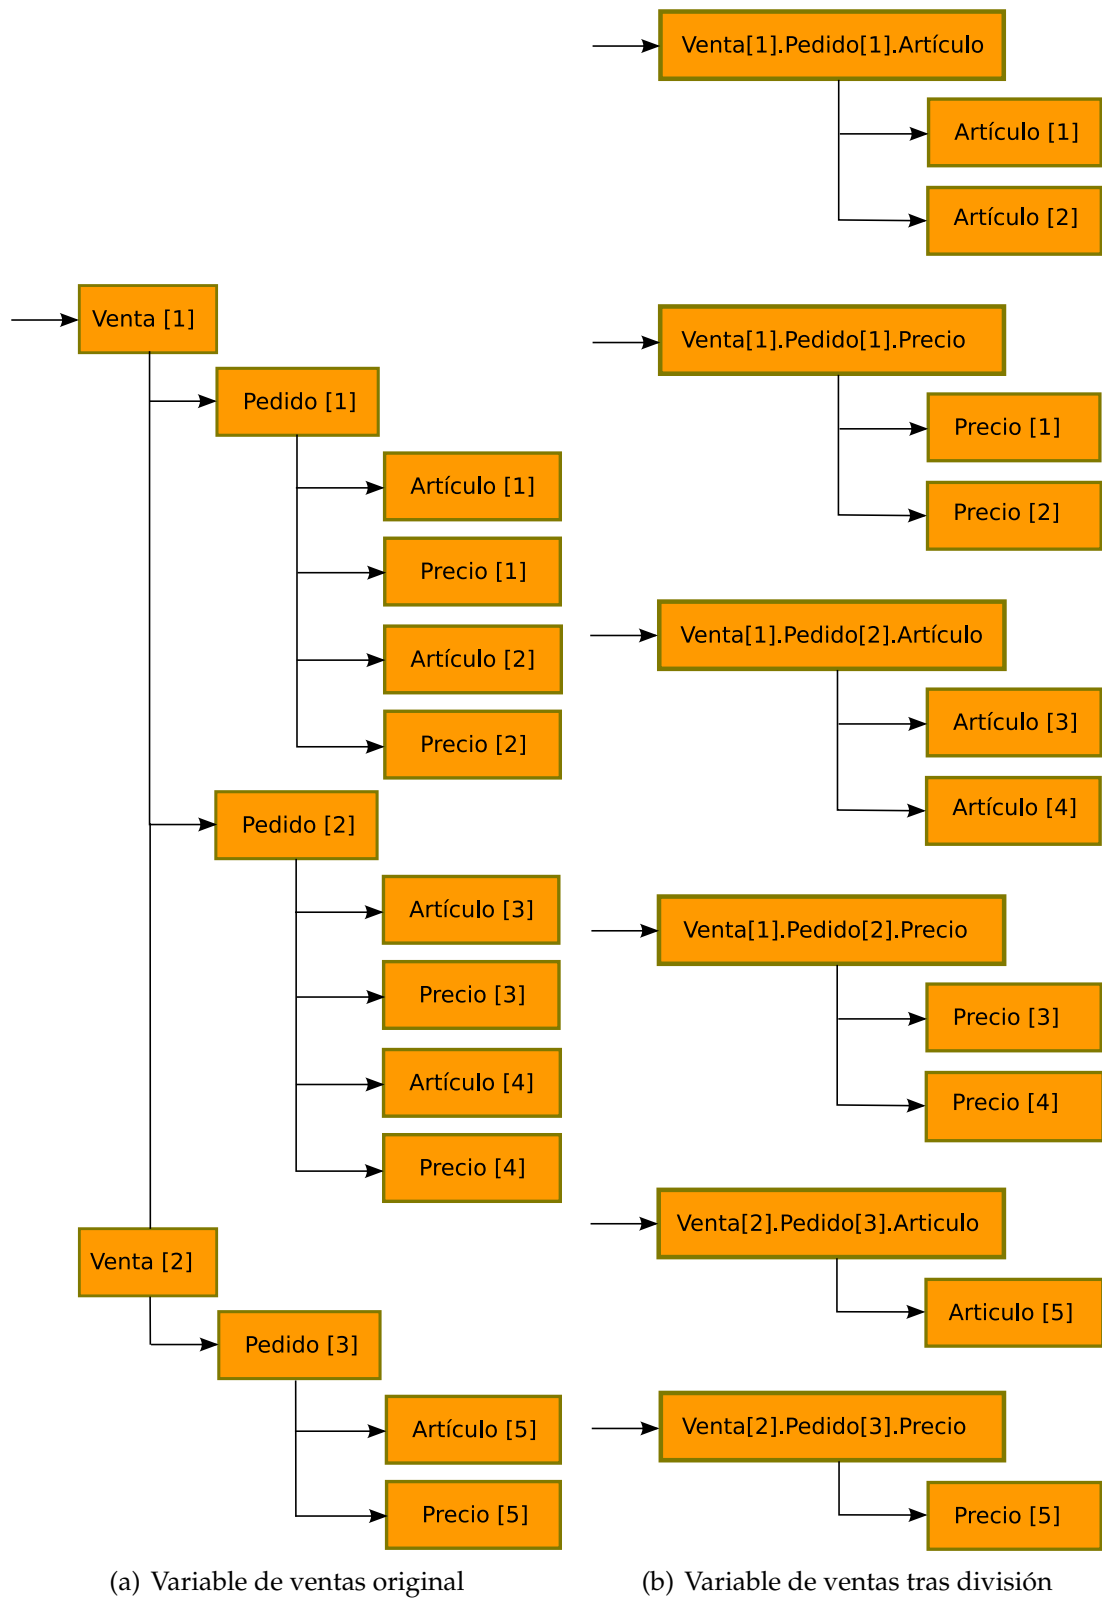 Venta [1]
Pedido [1]
Artículo [1]
Precio [1]
Artículo [2]
Precio [2]
Pedido [2]
Artículo [3]
Precio [3]
Artículo [4]
Precio [4]
Venta [2]
Pedido [3]
Artículo [5]
Precio [5]
(a) Variable de ventas original
Venta[1].Pedido[1].Artículo
Artículo [1]
Artículo [2]
Venta[1].Pedido[1].Precio
Precio [1]
Precio [2]
Venta[1].Pedido[2].Artículo
Artículo [3]
Artículo [4]
Venta[1].Pedido[2].Precio
Precio [3]
Precio [4]
Venta[2].Pedido[3].Articulo
Articulo [5]
Venta[2].Pedido[3].Precio
Precio [5]
(b) Variable de ventas tras división